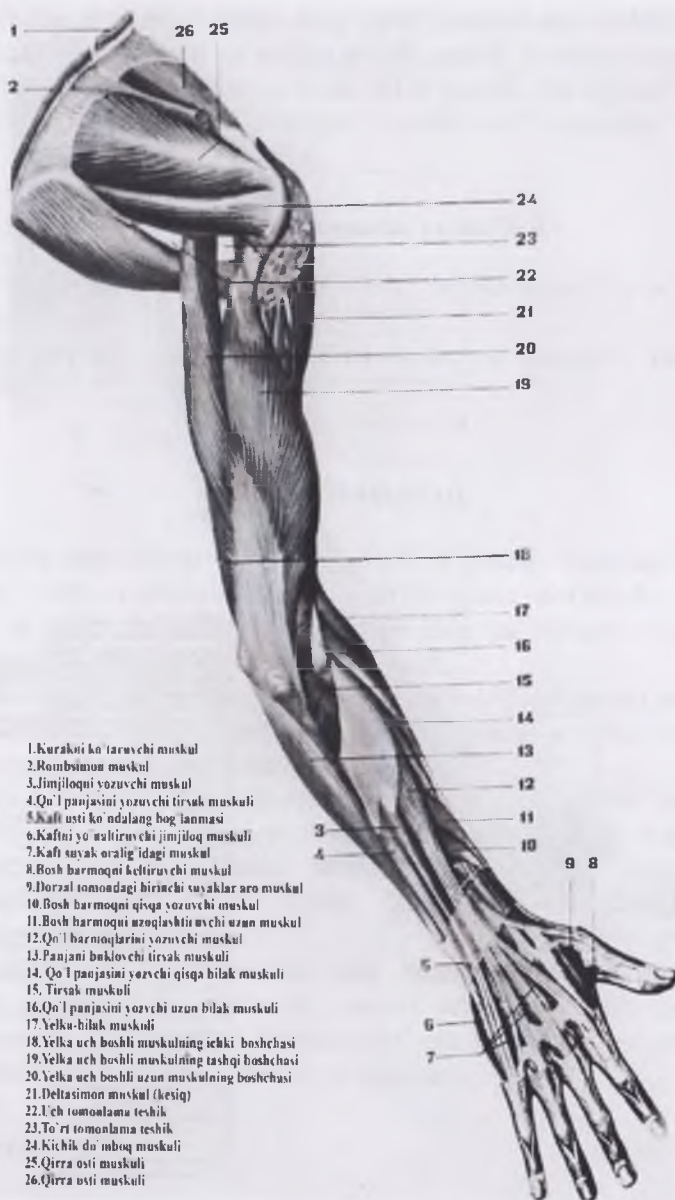 1
26 25
2
24
23
22
21
20
19
18
17
16
15
14
13
12
3
11
4
10
9 8
5
6
7
1.Kurakni ko`taruvchi muskul
2.Rombsimon muskul
3.Jimjiloqni yozuvchi muskul
4.Qo`l panjasini yozuvchi tirsak muskuli
5.Kaft usti ko`ndalang bog`lanmasi
6.Kaftni yo`naltiruvchi jimjiloq muskuli
7.Kaft suyak oralig`idagi muskul
8.Bosh barmoqni keltiruvchi muskul
9.Dorzal tomondagi birinchi suyaklar aro muskul
10.Bosh barmoqni qisqa yozuvchi muskul
11.Bosh barmoqni uzoqlashtiruvchi uzun muskul
12.Qo`l barmoqlarini yozuvchi muskul
13.Panjani buklovchi tirsak muskuli
14. Qo`l panjasini yozvchi qisqa bilak muskuli
15. Tirsak muskuli
16.Qo`l panjasini yozvchi uzun bilak muskuli
17.Yelka-bilak muskuli
18.Yelka uch boshli muskulning ichki boshchasi
19.Yelka uch boshli muskulning tashqi boshchasi
20.Yelka uch boshli uzun muskulning boshchasi
21.Deltasimon muskul (kesiq)
22.Uch tomonlama teshik
23.To`rt tomonlama teshik
24.Kichik do`mboq muskuli
25.Qirra osti muskuli
26.Qirra osti muskuli